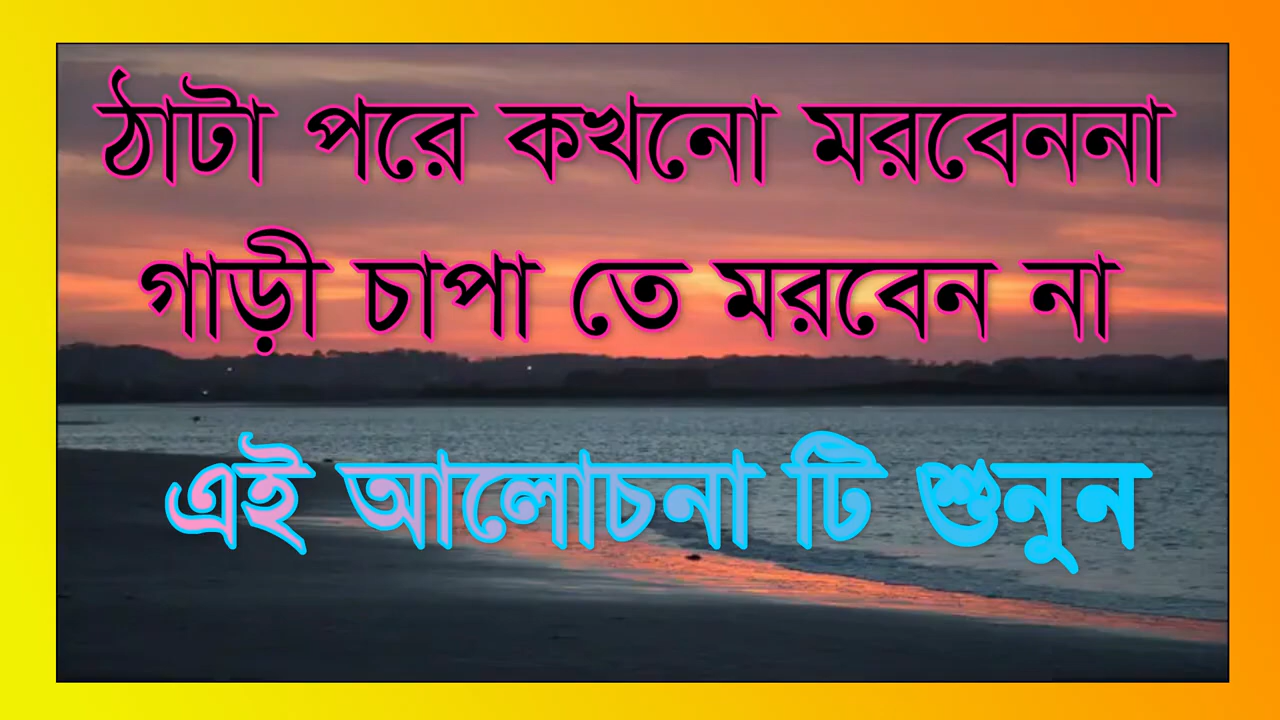 ঠাটা পরে কখনো মরবেননা
গাড়ী চাপা তে মরবেন না
এই আলোচনা টি শুনুন